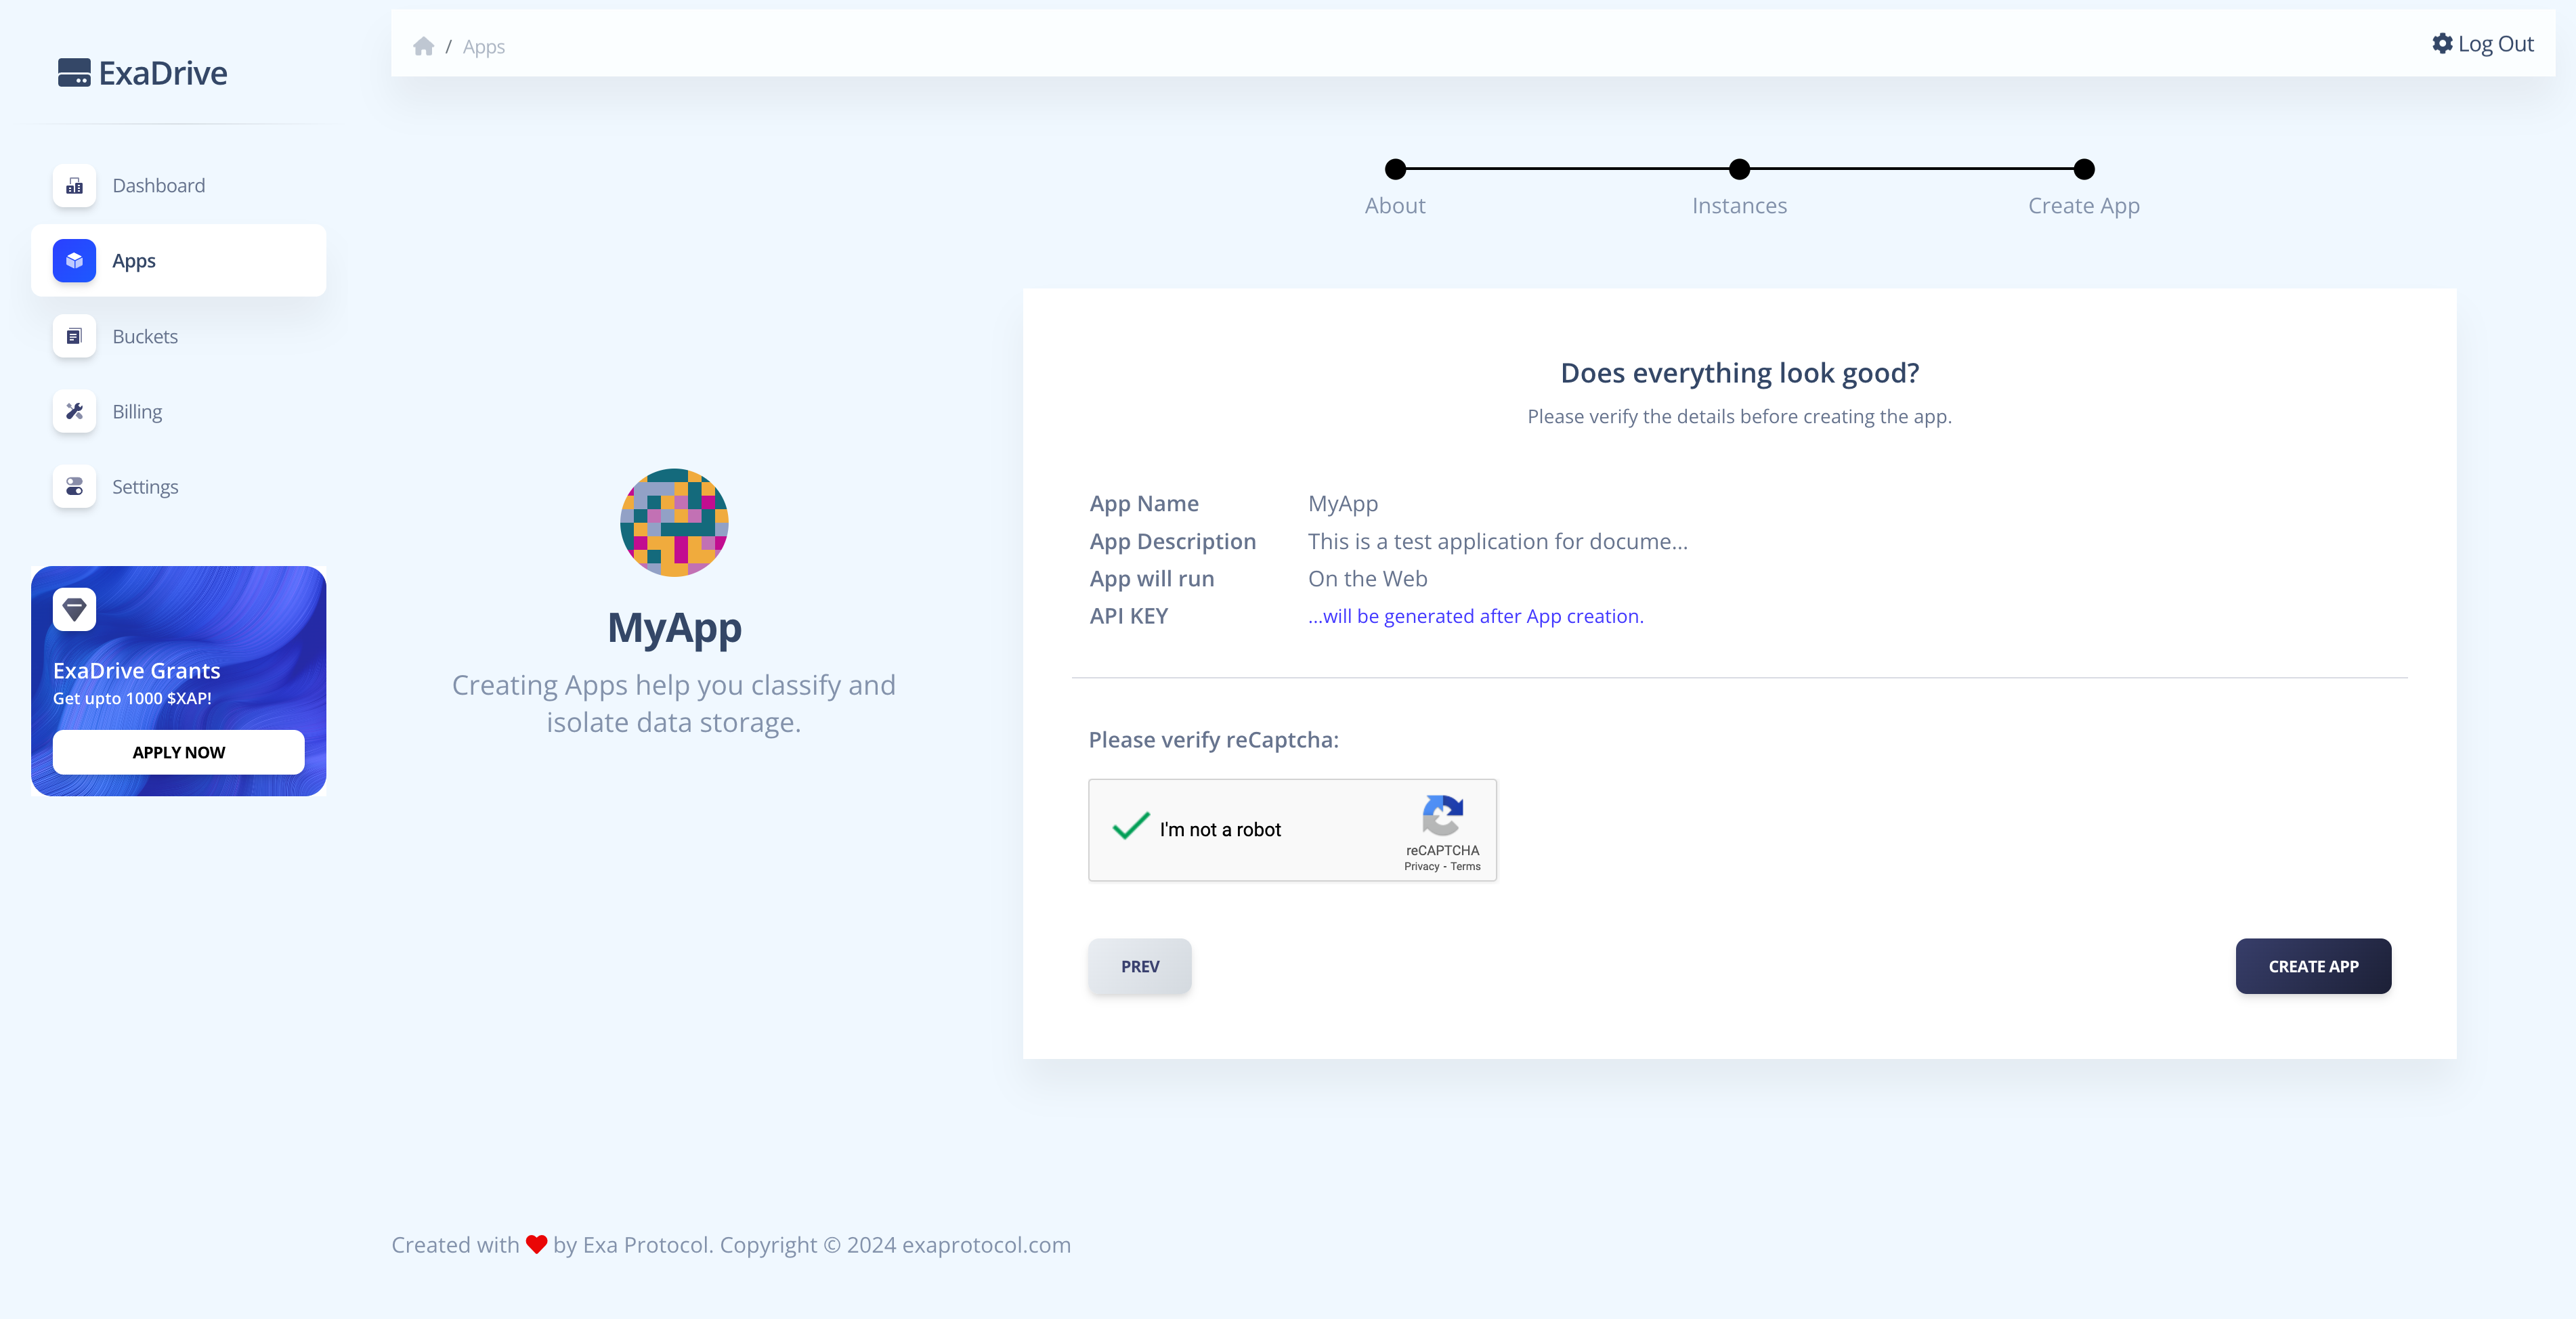 ExaDrive
Dashboard
Apps
Buckets
Billing
Settings
ExaDrive Grants
Get upto 1000 $XAP!
APPLY NOW
/ Apps
Log Out
About
Instances
Create App
MyApp
Creating Apps help you classify and
isolate data storage.
Does everything look good?
Please verify the details before creating the app.
App Name MyApp
App Description This is a test application for docume...
App will run On the Web
API KEY ...will be generated after App creation.
Please verify reCaptcha:
I'm not a robot
reCAPTCHA
Privacy - Terms
PREV
CREATE APP
Created with ❤ by Exa Protocol. Copyright © 2024 exaprotocol.com